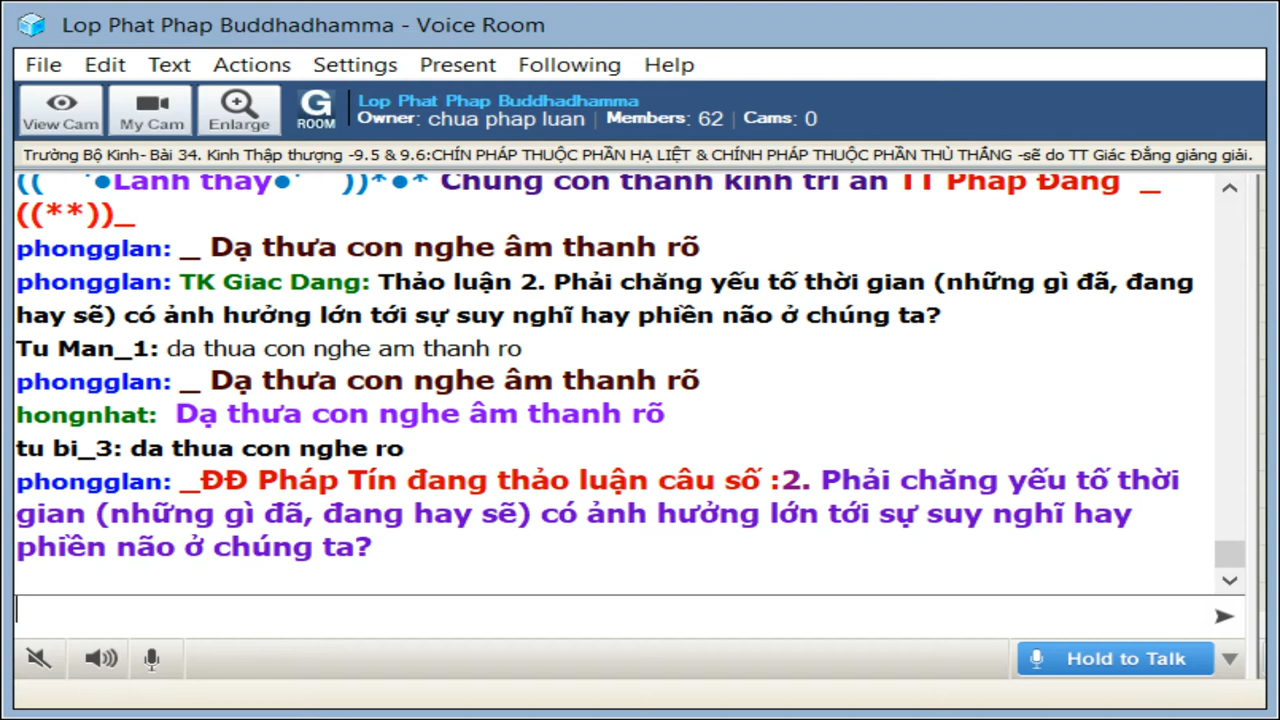 Lop Phat Phap Buddhadhamma - Voice Room
File Edit Text Actions Settings Present Following Help
View Cam My Cam Enlarge G ROOM
Lop Phat Phap Buddhadhamma
Owner: chua phap luan | Members: 62 | Cams: 0
Trường Bộ Kinh- Bài 34. Kinh Thập thượng -9.5 & 9.6:CHÍN PHÁP THUỘC PHẦN HẠ LIỆT & CHÍNH PHÁP THUỘC PHẦN THÙ THẮNG -sẽ do TT Giác Đẳng giảng giải.
(( '●Lành thay●' ))*●* Chúng con thành kính tri ân TT Pháp Đăng _
((**))_
phongglan: _ Dạ thưa con nghe âm thanh rõ
phongglan: TK Giac Dang: Thảo luận 2. Phải chăng yếu tố thời gian (những gì đã, đang
hay sẽ) có ảnh hưởng lớn tới sự suy nghĩ hay phiền não ở chúng ta?
Tu Man_1: da thua con nghe am thanh ro
phongglan: _ Dạ thưa con nghe âm thanh rõ
hongnhat: Dạ thưa con nghe âm thanh rõ
tu bi_3: da thua con nghe ro
phongglan: _ĐĐ Pháp Tín đang thảo luận câu số :2. Phải chăng yếu tố thời
gian (những gì đã, đang hay sẽ) có ảnh hưởng lớn tới sự suy nghĩ hay
phiền não ở chúng ta?
Hold to Talk